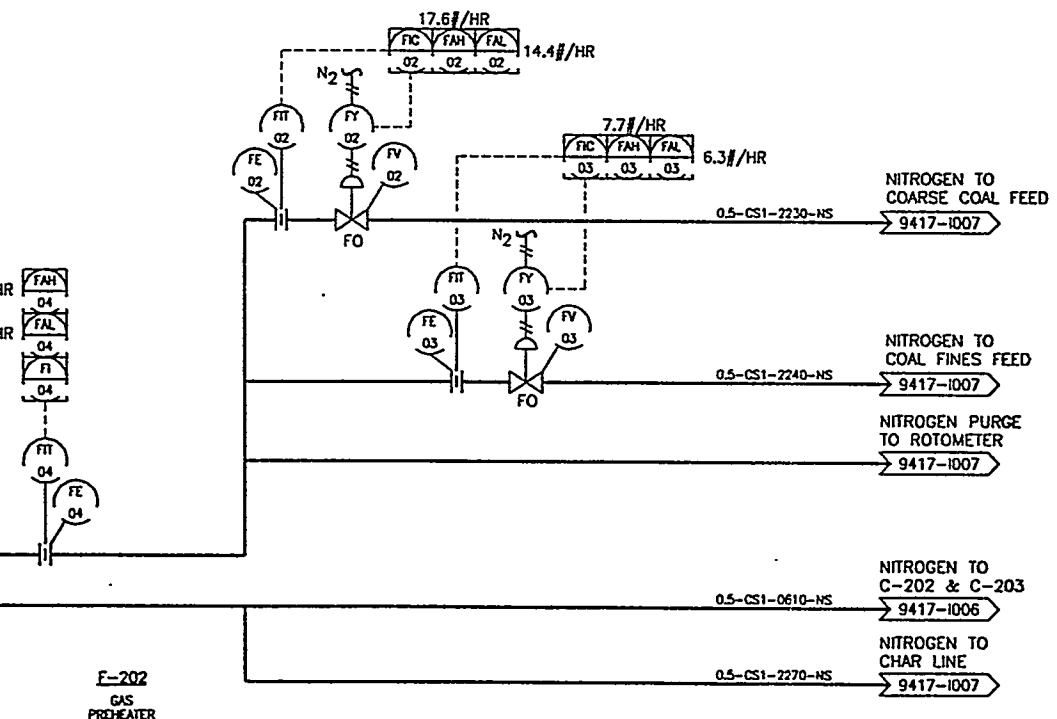 17.6#/HR
FIC FAH FAL
02 02 02
14.4#/HR
N2
FIT
02
FY
02
FE
02
FV
02
FO
7.7#/HR
FIC FAH FAL
03 03 03
6.3#/HR
0.5-CS1-2230-NS
NITROGEN TO
COARSE COAL FEED
9417-I007
N2
FIT
03
FY
03
FE
03
FV
03
FO
0.5-CS1-2240-NS
NITROGEN TO
COAL FINES FEED
9417-I007
HR
FAH
04
HR
FAL
04
FI
04
FIT
04
FE
04
NITROGEN PURGE
TO ROTOMETER
9417-I007
0.5-CS1-0610-NS
NITROGEN TO
C-202 & C-203
9417-I006
0.5-CS1-2270-NS
NITROGEN TO
CHAR LINE
9417-I007
F-202
GAS
PREHEATER